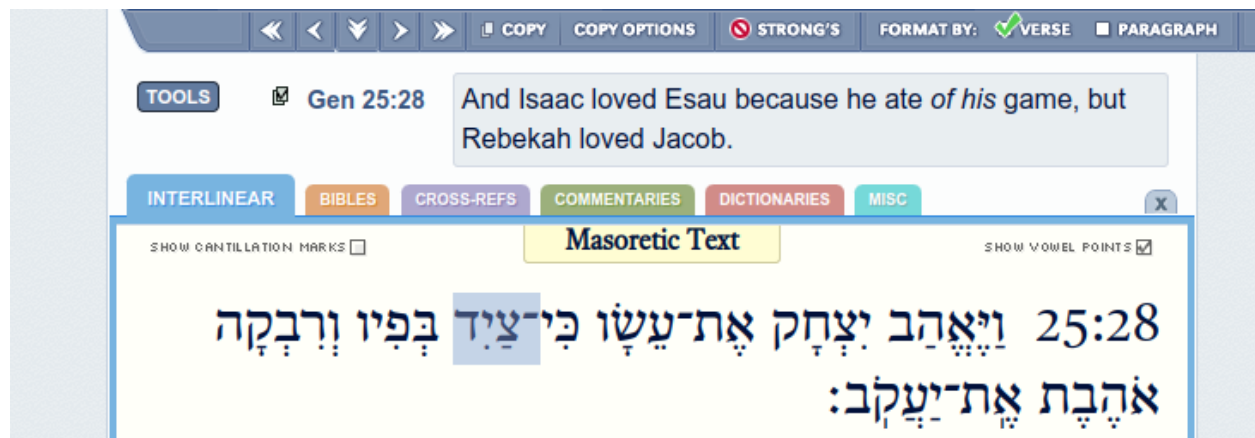 COPY COPY OPTIONS STRONG'S FORMAT BY: VERSE PARAGRAPH
TOOLS Gen 25:28 And Isaac loved Esau because he ate of his game, but
Rebekah loved Jacob.
INTERLINEAR BIBLES CROSS-REFS COMMENTARIES DICTIONARIES MISC X
SHOW CANTILLATION MARKS Masoretic Text SHOW VOWEL POINTS
25:28 וַיֶּאֱהַב יִצְחָק אֶת־עֵשָׂו כִּי־צַיִד בְּפִיו וְרִבְקָה
אֹהֶבֶת אֶֽת־יַעֲקֹֽב׃